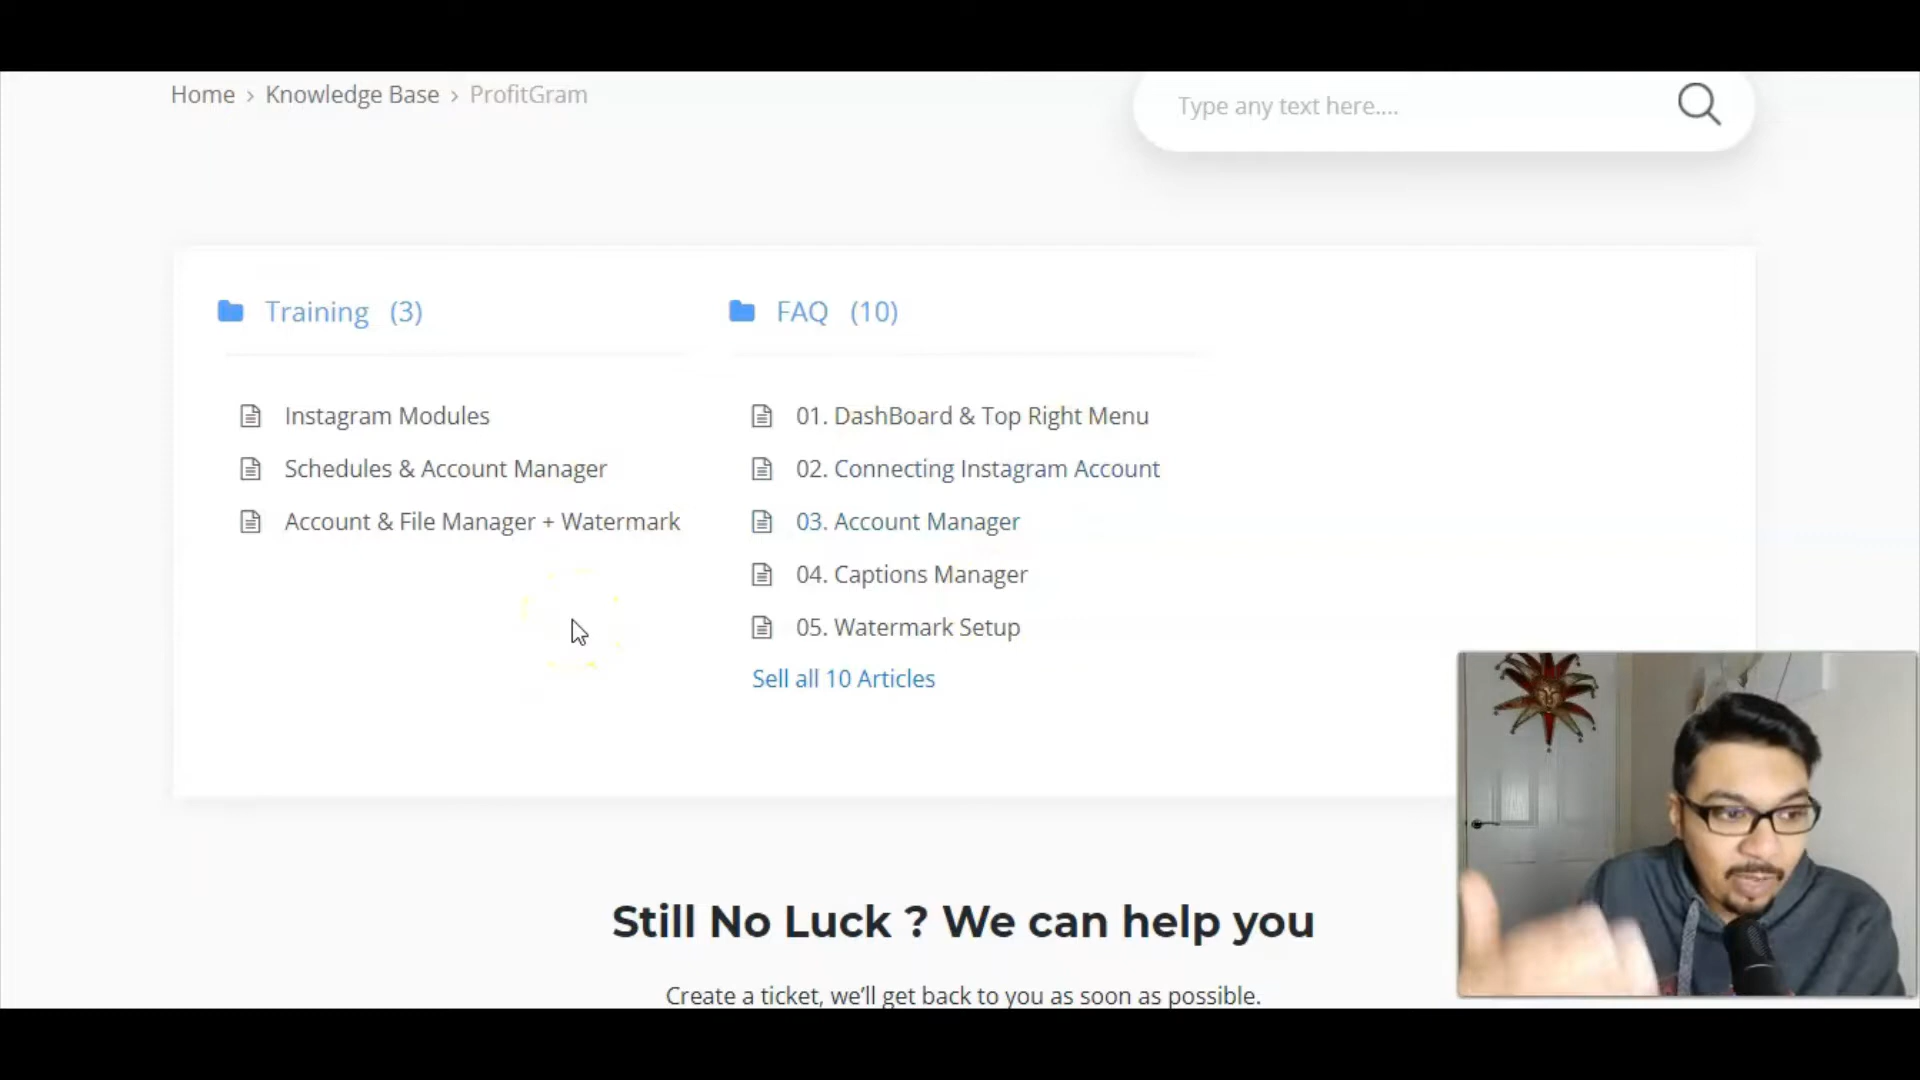 Home › Knowledge Base › ProfitGram
Type any text here....
Training (3)
Instagram Modules
Schedules & Account Manager
Account & File Manager + Watermark
FAQ (10)
01. DashBoard & Top Right Menu
02. Connecting Instagram Account
03. Account Manager
04. Captions Manager
05. Watermark Setup
Sell all 10 Articles
Still No Luck ? We can help you
Create a ticket, we'll get back to you as soon as possible.